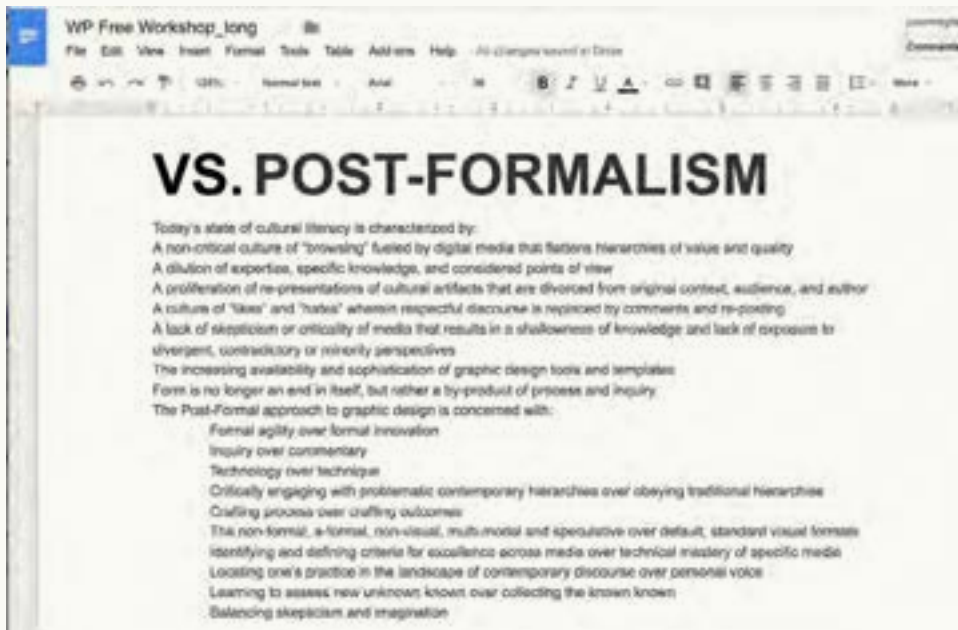 WP Free Workshop_long
File Edit View Insert Format Tools Table Add-ons Help All changes saved in Drive
Normal text Arial 36 B I U A More
VS. POST-FORMALISM
Today's state of cultural literacy is characterized by:
A non-critical culture of "browsing" fueled by digital media that flattens hierarchies of value and quality
A dilution of expertise, specific knowledge, and considered points of view
A proliferation of re-presentations of cultural artifacts that are divorced from original context, audience, and author
A culture of "likes" and "hates" wherein respectful discourse is replaced by comments and re-posting
A lack of skepticism or criticality of media that results in a shallowness of knowledge and lack of exposure to
divergent, contradictory or minority perspectives
The increasing availability and sophistication of graphic design tools and templates
Form is no longer an end in itself, but rather a by-product of process and inquiry.
The Post-Formal approach to graphic design is concerned with:
Formal agility over formal innovation
Inquiry over commentary
Technology over technique
Critically engaging with problematic contemporary hierarchies over obeying traditional hierarchies
Crafting process over crafting outcomes
The non-formal, a-formal, non-visual, multi-modal and speculative over default, standard visual formats
Identifying and defining criteria for excellence across media over technical mastery of specific media
Locating one's practice in the landscape of contemporary discourse over personal voice
Learning to assess new unknown known over collecting the known known
Balancing skepticism and imagination